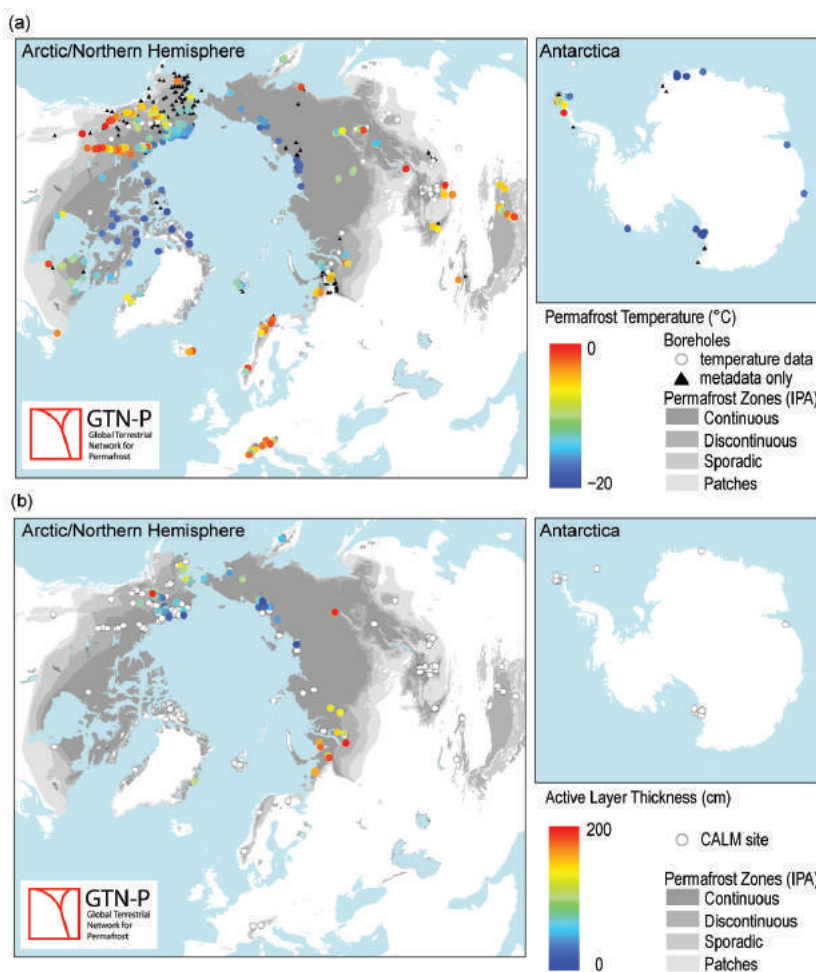 (a)
Arctic/Northern Hemisphere
Antarctica
GTN-P
Global Terrestrial
Network for
Permafrost
Permafrost Temperature (°C)
0
−20
Boreholes
temperature data
metadata only
Permafrost Zones (IPA)
Continuous
Discontinuous
Sporadic
Patches
(b)
Arctic/Northern Hemisphere
Antarctica
GTN-P
Global Terrestrial
Network for
Permafrost
Active Layer Thickness (cm)
200
0
CALM site
Permafrost Zones (IPA)
Continuous
Discontinuous
Sporadic
Patches